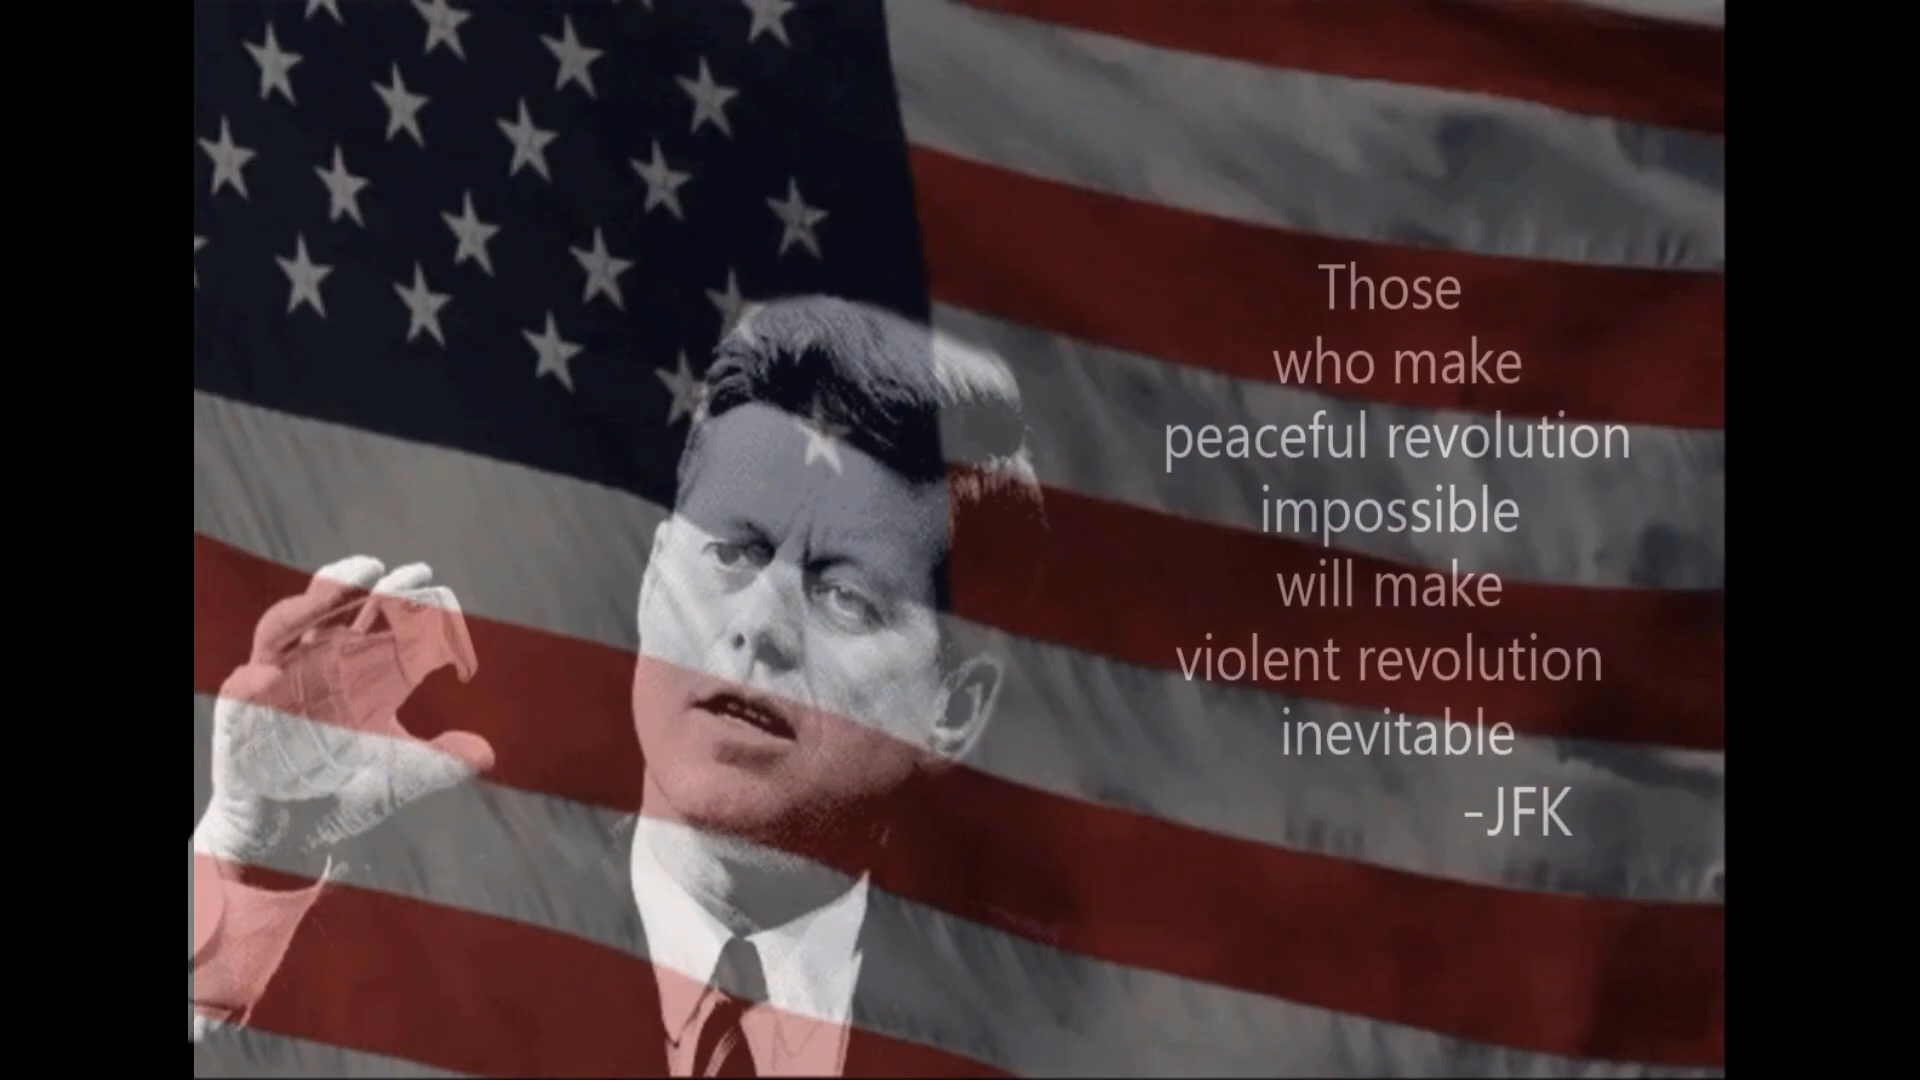 Those
who make
peaceful revolution
impossible
will make
violent revolution
inevitable
-JFK